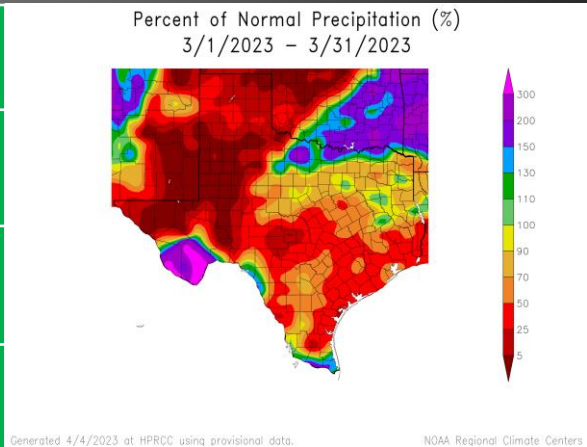 Percent of Normal Precipitation (%)
3/1/2023 – 3/31/2023
300
200
150
130
110
100
90
70
50
25
5
Generated 4/4/2023 at HPRCC using provisional data.
NOAA Regional Climate Centers